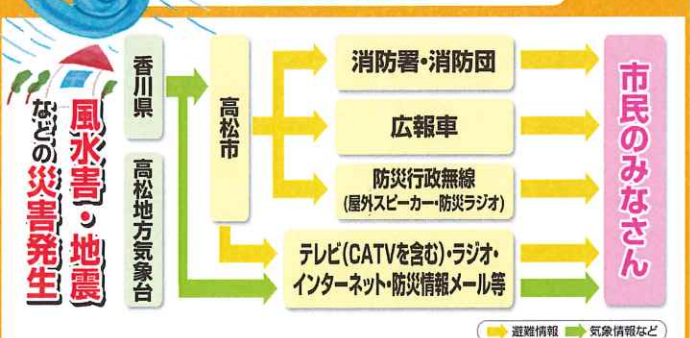 風水害・地震
などの災害発生
香川県
高松地方気象台
高松市
消防署・消防団
広報車
防災行政無線
(屋外スピーカー・防災ラジオ)
テレビ(CATVを含む)・ラジオ・
インターネット・防災情報メール等
市民のみなさん
避難情報 気象情報など